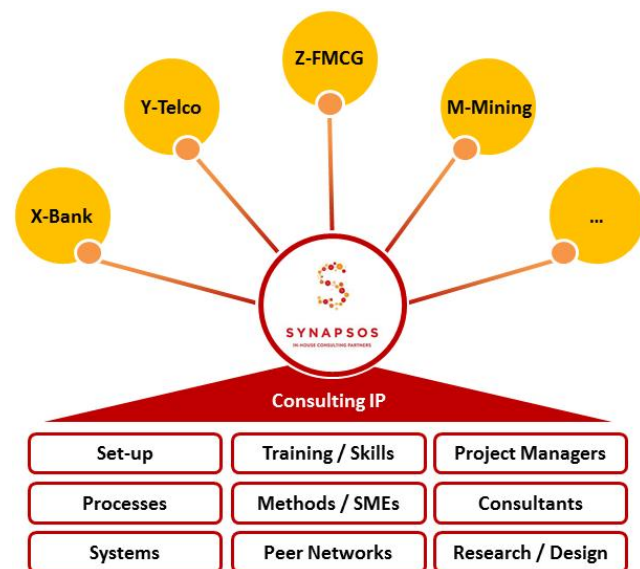 Z-FMCG
Y-Telco
M-Mining
X-Bank
...
SYNAPSOS
IN-HOUSE CONSULTING PARTNERS
Consulting IP
Set-up
Training / Skills
Project Managers
Processes
Methods / SMEs
Consultants
Systems
Peer Networks
Research / Design